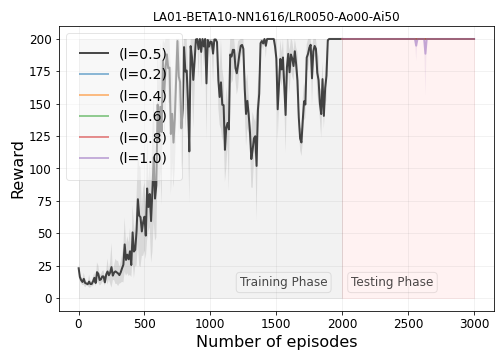 LA01-BETA10-NN1616/LR0050-Ao00-Ai50
200
175
150
125
100
75
50
25
0
Reward
(l=0.5)
(l=0.2)
(l=0.4)
(l=0.6)
(l=0.8)
(l=1.0)
Training Phase
Testing Phase
0 500 1000 1500 2000 2500 3000
Number of episodes